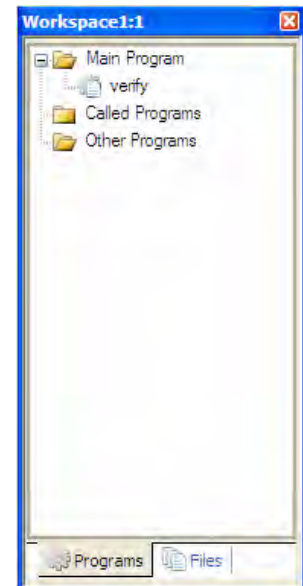 Workspace1:1
Main Program
verify
Called Programs
Other Programs
Programs Files